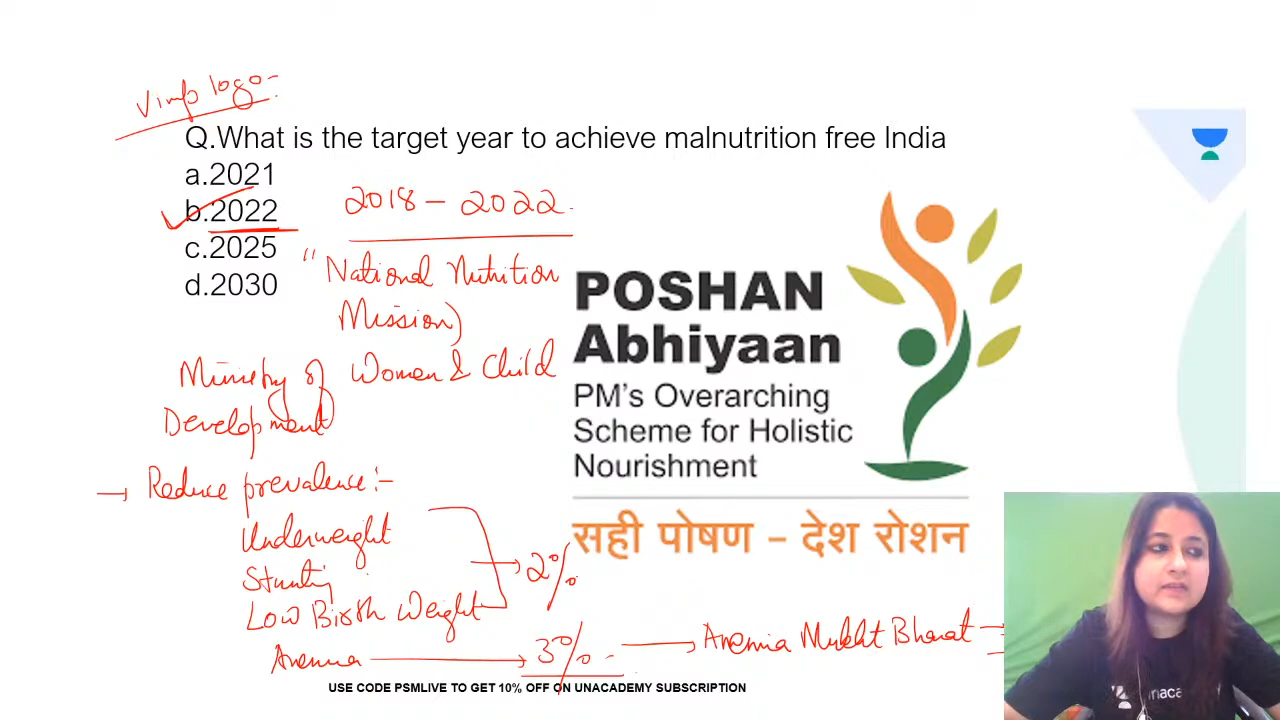 Vimp logo:-
Q.What is the target year to achieve malnutrition free India
a.2021
b.2022
c.2025
d.2030
2018 - 2022.
"National Nutrition
Mission)
Ministry of Women & Child
Development
→ Reduce prevalence:-
Underweight
Stunting
Low Birth Weight
→ 2%
Anemia → 3% → Anemia Mukht Bharat →
POSHAN
Abhiyaan
PM's Overarching
Scheme for Holistic
Nourishment
सही पोषण - देश रोशन
USE CODE PSMLIVE TO GET 10% OFF ON UNACADEMY SUBSCRIPTION